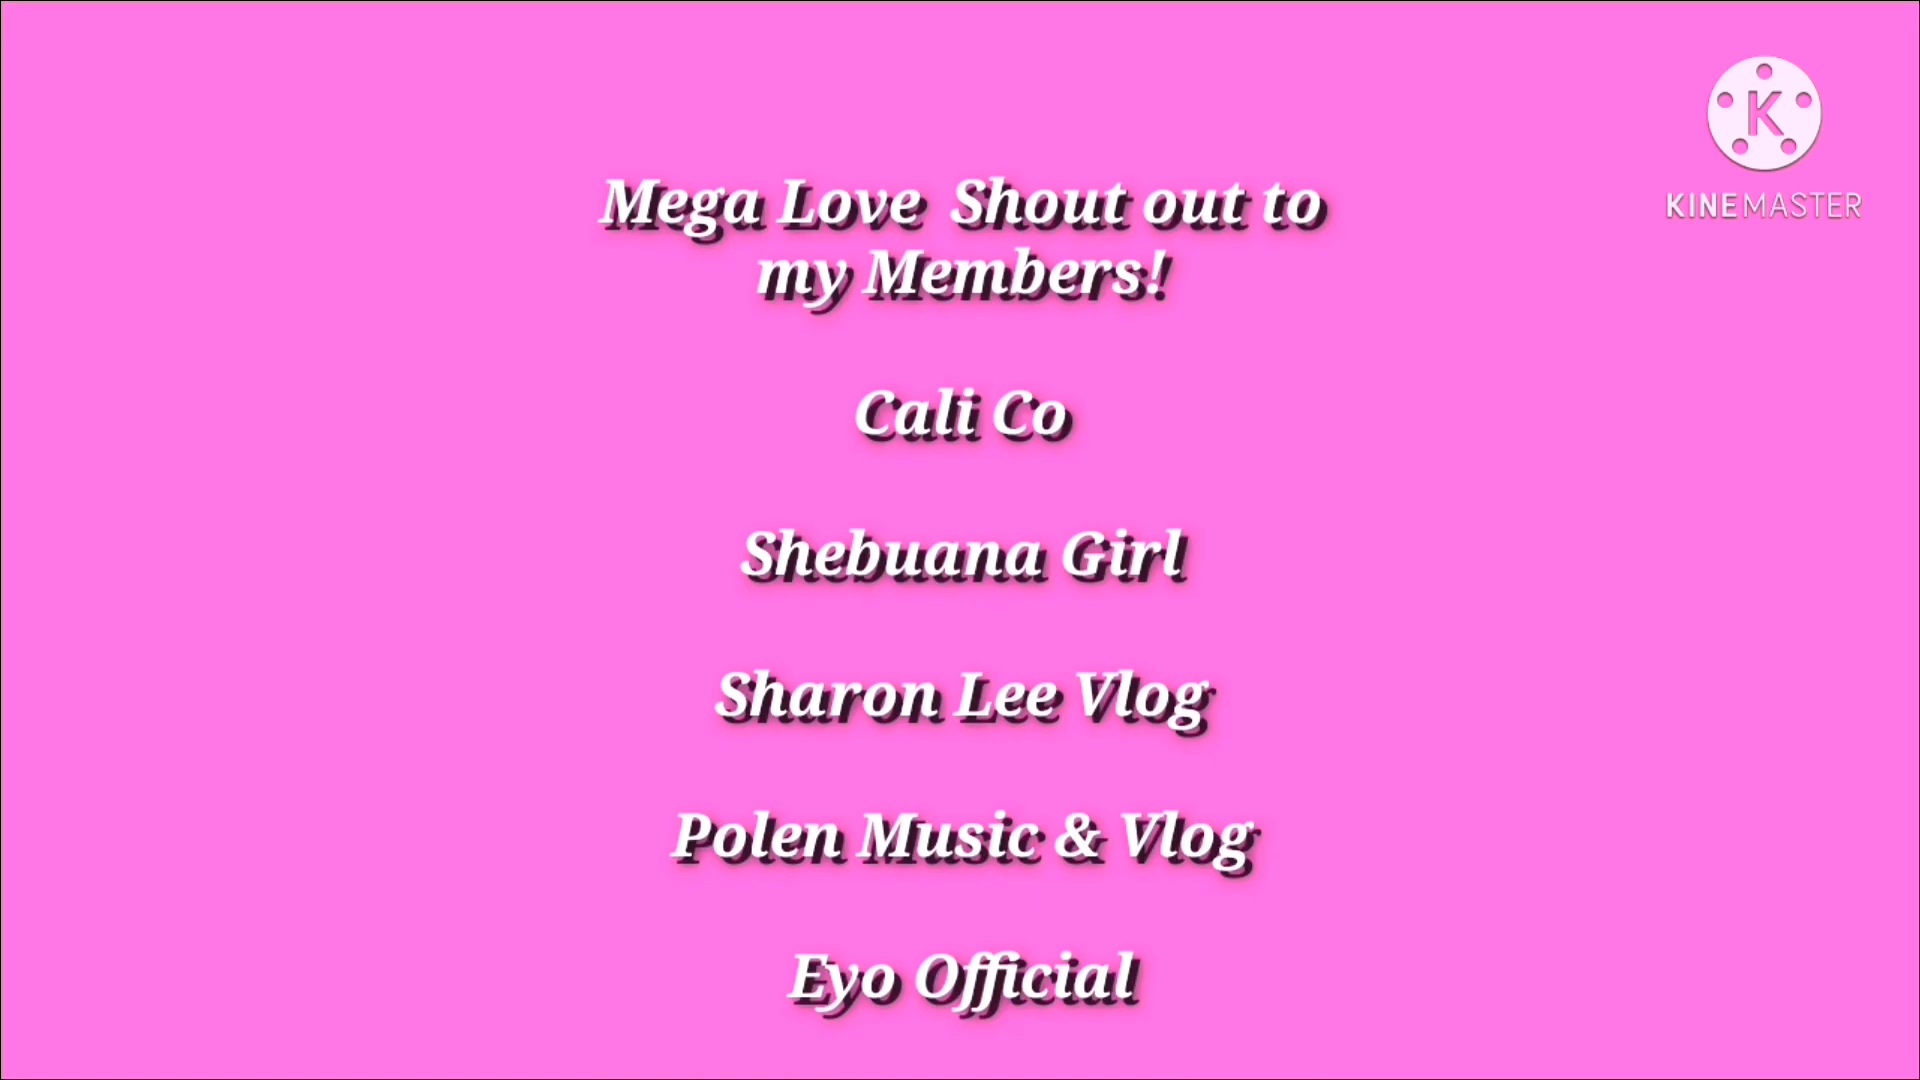 K
KINEMASTER
Mega Love  Shout out to
my Members!
Cali Co
Shebuana Girl
Sharon Lee Vlog
Polen Music & Vlog
Eyo Official